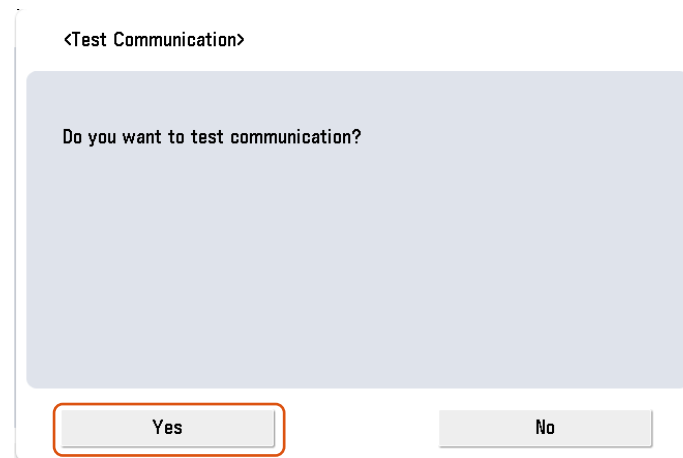 <Test Communication>
Do you want to test communication?
Yes
No